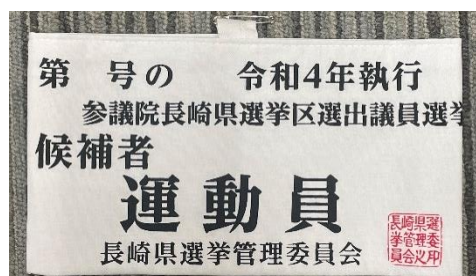 第　号の　　令和4年執行
参議院長崎県選挙区選出議員選挙
候補者
運動員
長崎県選挙管理委員会
長崎県選
挙管理委
員会之印